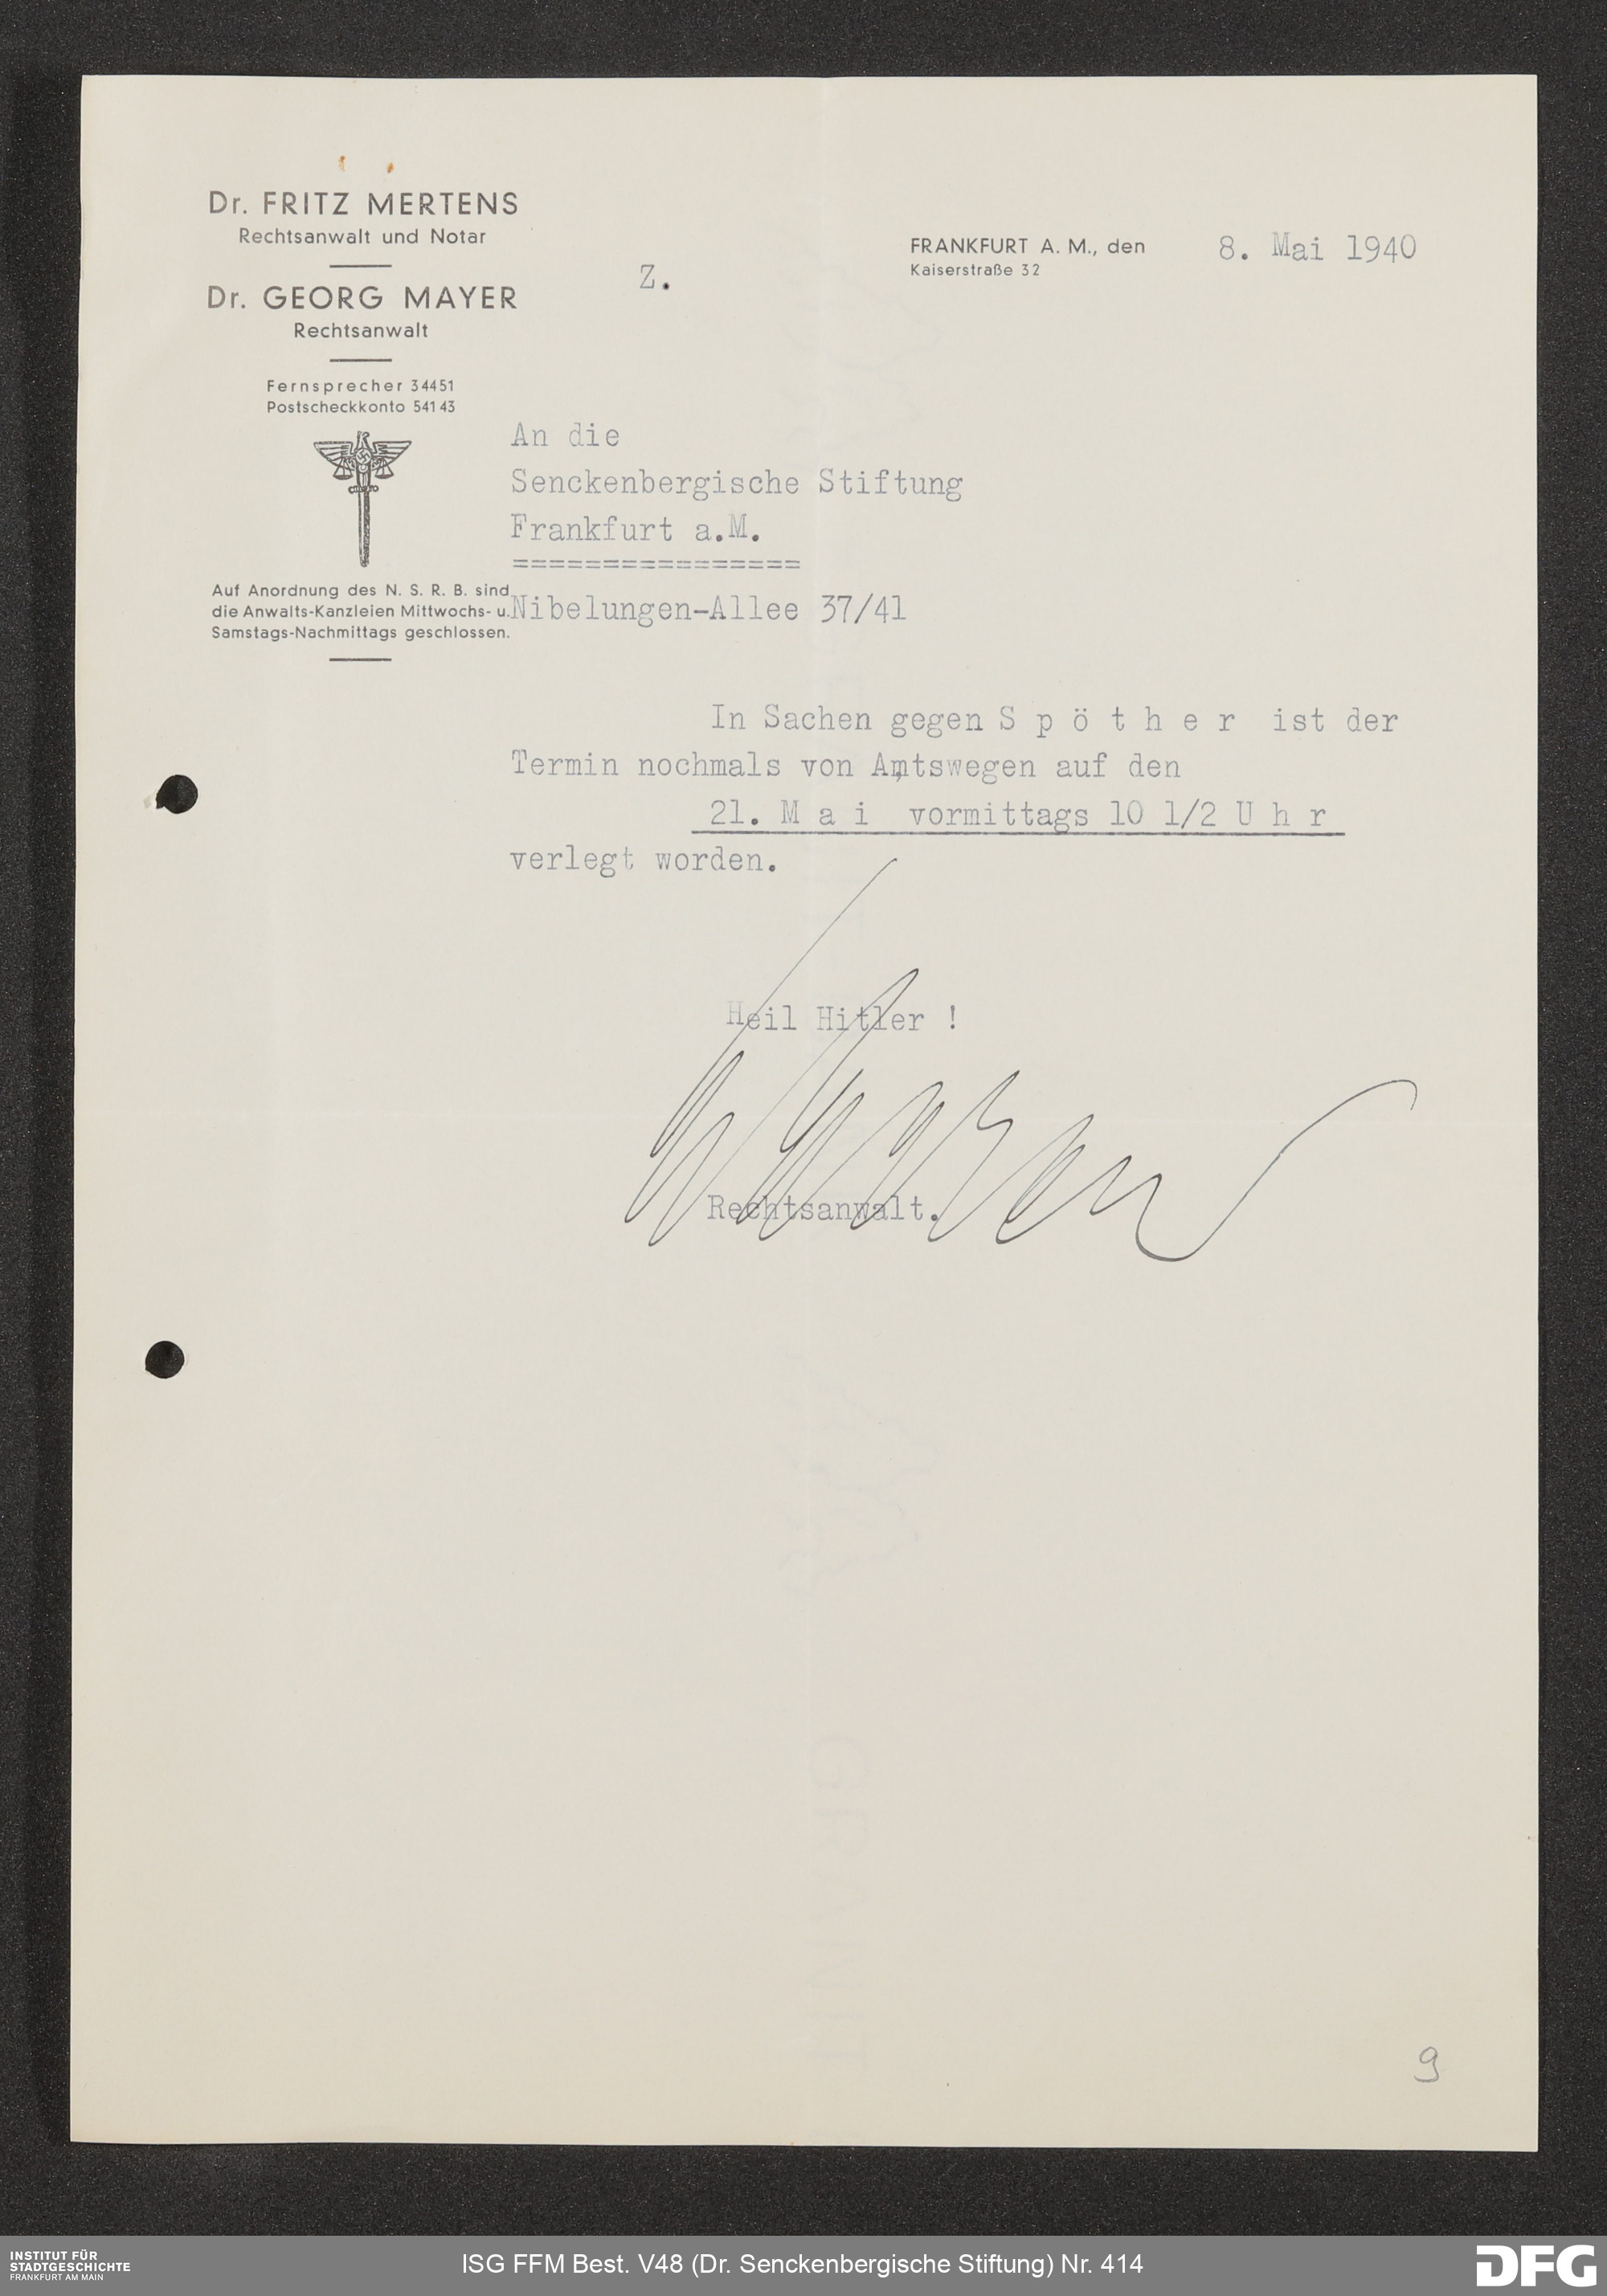 Dr. FRITZ MERTENS
Rechtsanwalt und Notar
Dr. GEORG MAYER
Rechtsanwalt
Fernsprecher 34451
Postscheckkonto 54143
Auf Anordnung des N. S. R. B. sind
die Anwalts-Kanzleien Mittwochs- u.
Samstags-Nachmittags geschlossen.
Z.
FRANKFURT A. M., den 8. Mai 1940
Kaiserstraße 32
An die
Senckenbergische Stiftung
Frankfurt a.M.
================
Nibelungen-Allee 37/41
In Sachen gegen S p ö t h e r ist der
Termin nochmals von Amtswegen auf den
21. M a i vormittags 10 1/2 U h r
verlegt worden.
Heil Hitler !
Rechtsanwalt.
9
INSTITUT FÜR
STADTGESCHICHTE
FRANKFURT AM MAIN
ISG FFM Best. V48 (Dr. Senckenbergische Stiftung) Nr. 414
DFG